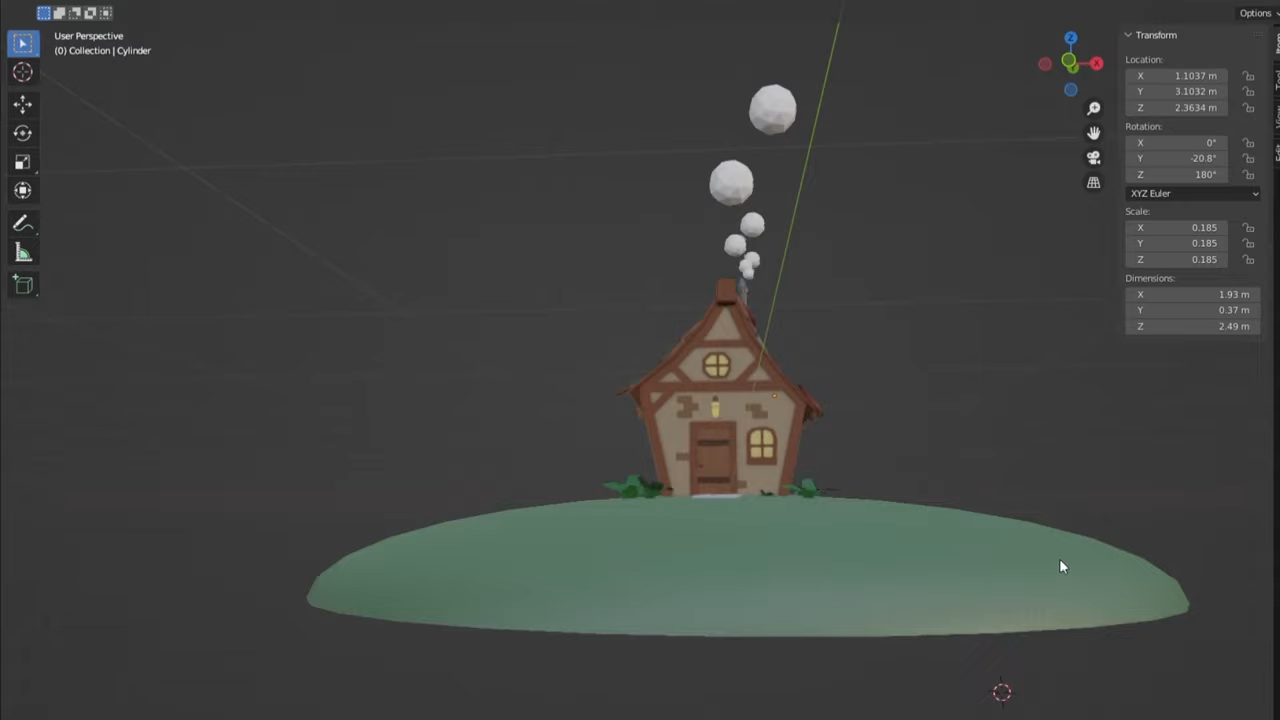 Options
User Perspective
(0) Collection | Cylinder
Z
X
Y
Transform
Location:
X 1.1037 m
Y 3.1032 m
Z 2.3634 m
Rotation:
X 0°
Y -20.8°
Z 180°
XYZ Euler
Scale:
X 0.185
Y 0.185
Z 0.185
Dimensions:
X 1.93 m
Y 0.37 m
Z 2.49 m